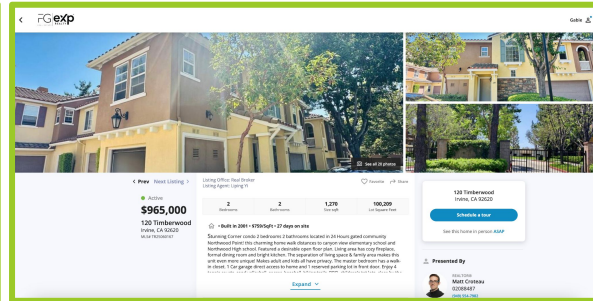 FG eXp
REALTY
Gable
See all 20 photos
< Prev Next Listing >
Active
$965,000
120 Timberwood
Irvine, CA 92620
Listing Office: Real Broker
Favorite Share
2 2 1,270 100,209
Bedrooms Bathrooms Sqft Lot Square Feet
• Built in 2001 • $759/SqFt • 27 days on site
Stunning Corner condo 2 bedrooms 2 bathrooms located in 24 Hours gated community
Northwood Point! this charming home walk distances to canyon view elementary school and
Northwood High school, Featured a desirable open floor plan. Living area has cozy fireplace,
formal dining room and bright kitchen. The separation of living space & family area makes this
unit even more unique! Makes adult and kids all have privacy. The master bedroom has a walk-
in closet. 1 Car garage direct access to home and 1 reserved parking lot in front door. Enjoy 4
Expand
120 Timberwood
Irvine, CA 92620
Schedule a tour
See this home in person ASAP
Presented By
REALTOR®
Matt Croteau
02088487
(949) 554-7982